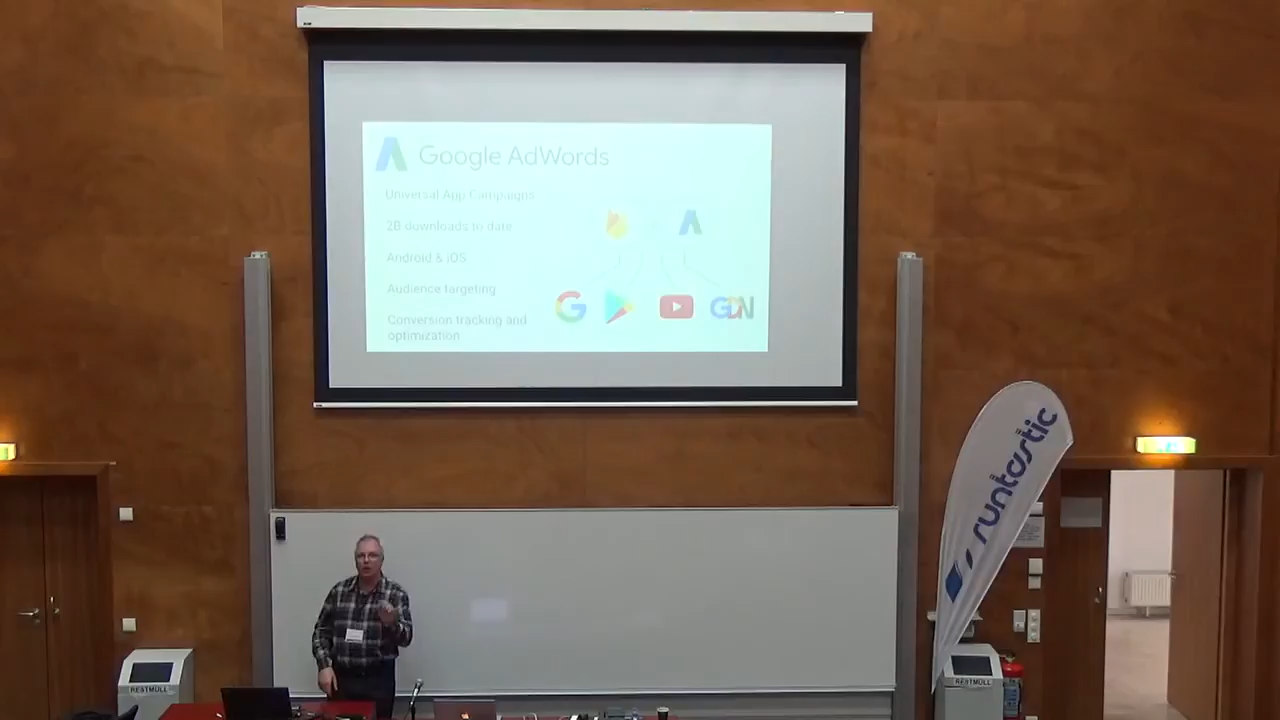 Google AdWords
Universal App Campaigns
2B downloads to date
Android & iOS
Audience targeting
Conversion tracking and
optimization
G
GDN
runtastic
RESTMÜLL
RESTMÜLL